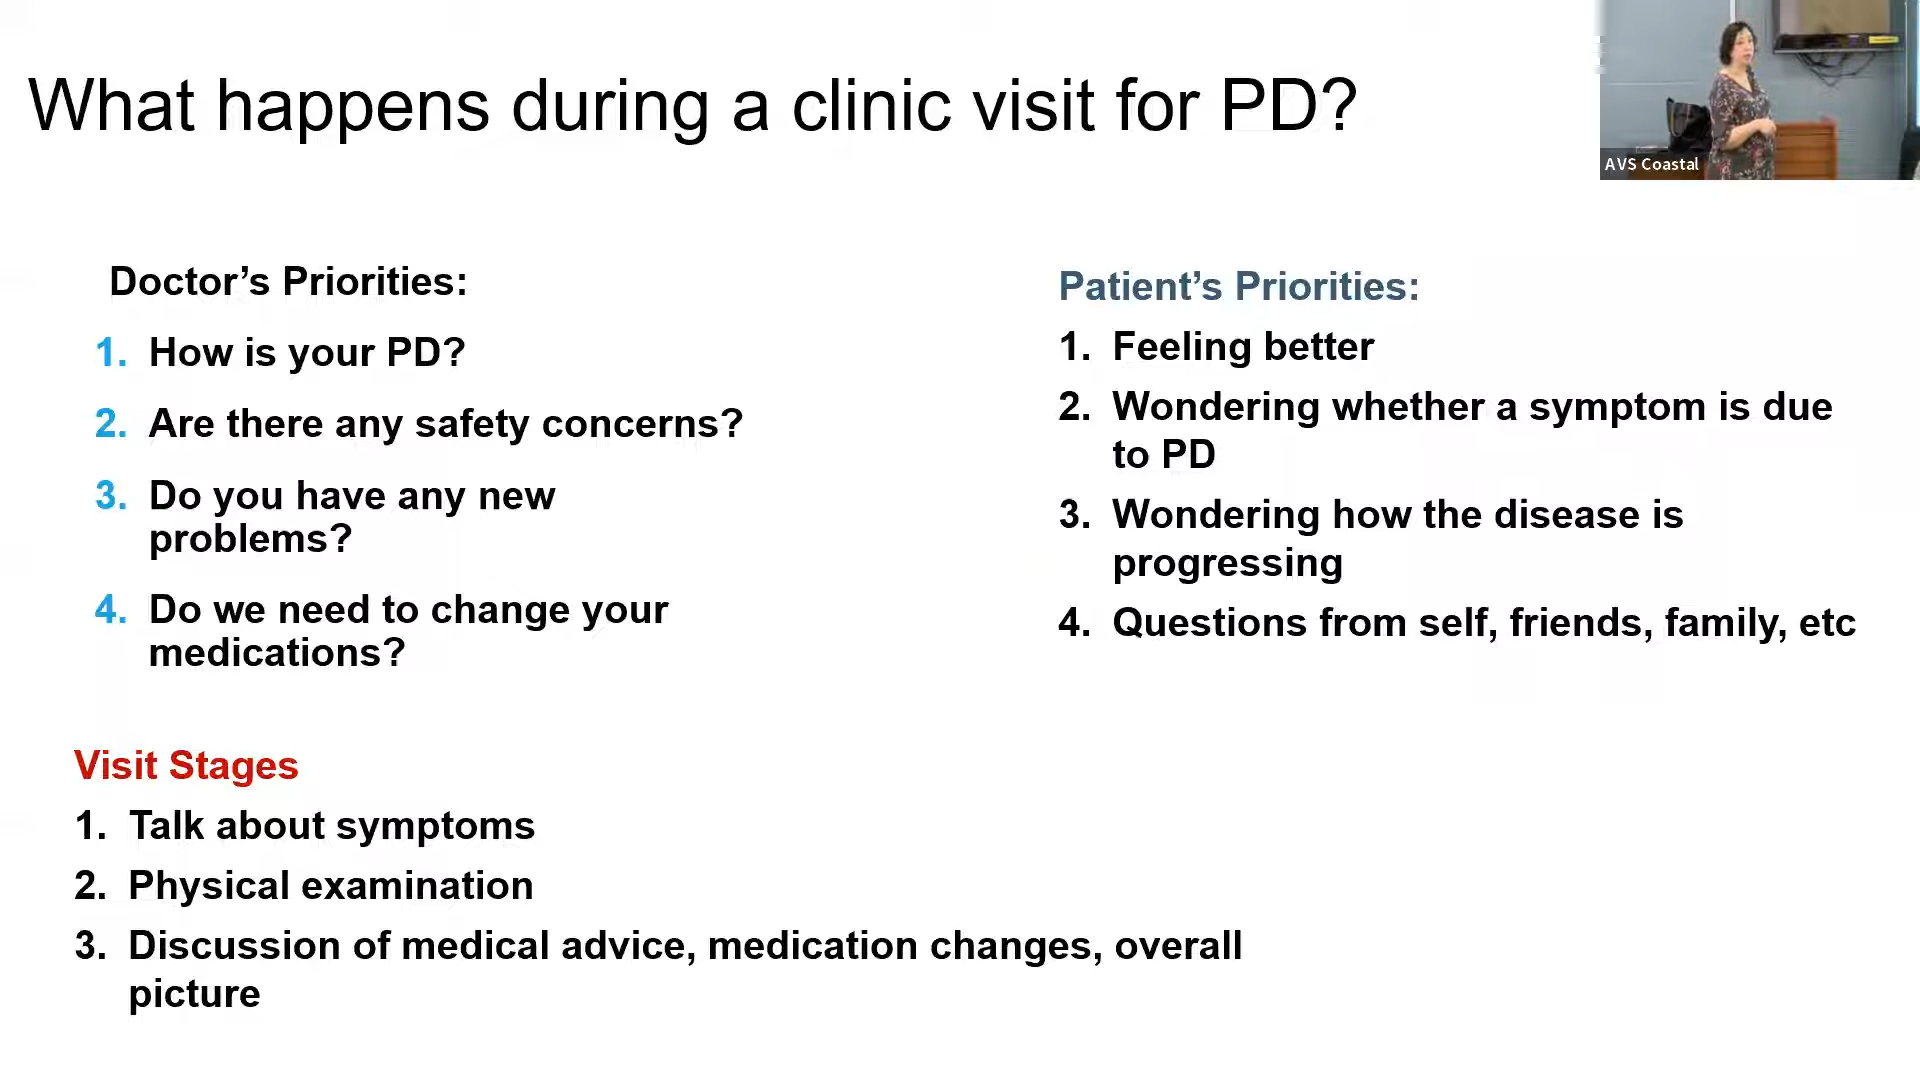 What happens during a clinic visit for PD?
AVS Coastal
Doctor’s Priorities:
1. How is your PD?
2. Are there any safety concerns?
3. Do you have any new
problems?
4. Do we need to change your
medications?
Patient’s Priorities:
1. Feeling better
2. Wondering whether a symptom is due
to PD
3. Wondering how the disease is
progressing
4. Questions from self, friends, family, etc
Visit Stages
1. Talk about symptoms
2. Physical examination
3. Discussion of medical advice, medication changes, overall
picture